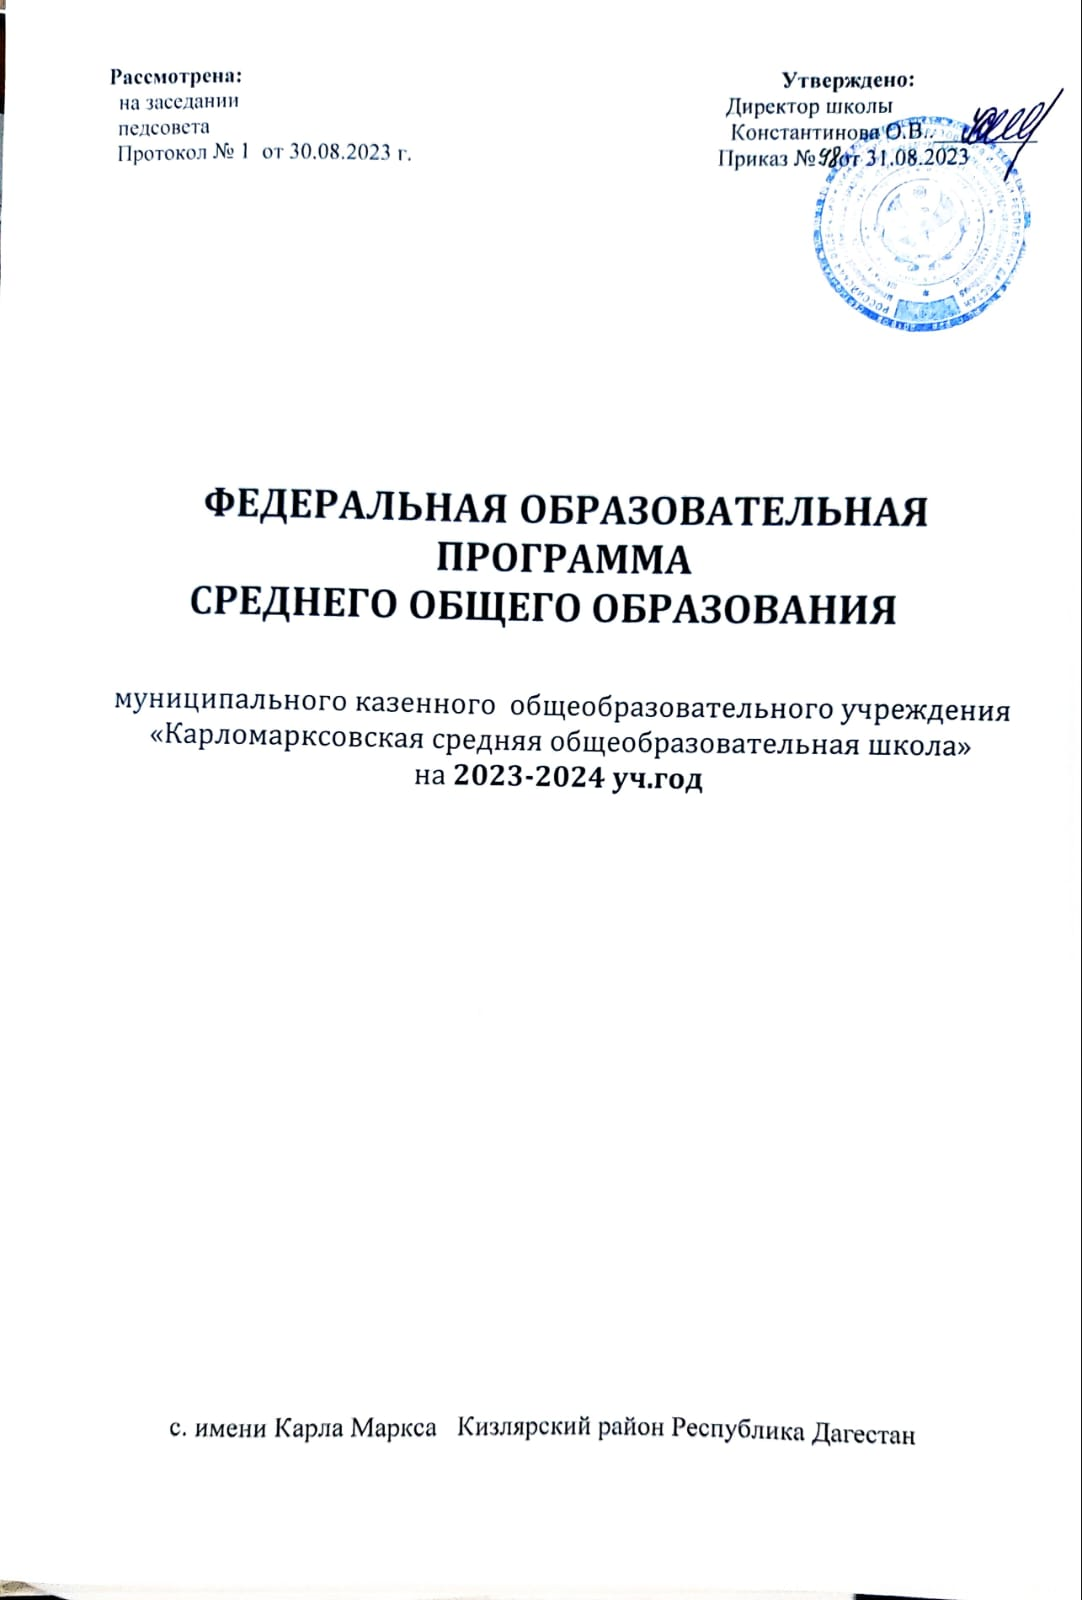 Рассмотрена:
на заседании
педсовета
Протокол № 1 от 30.08.2023 г.
Утверждено:
Директор школы
Константинова О.В..
Приказ №98от 31.08.2023
ФЕДЕРАЛЬНАЯ ОБРАЗОВАТЕЛЬНАЯ
ПРОГРАММА
СРЕДНЕГО ОБЩЕГО ОБРАЗОВАНИЯ
муниципального казенного общеобразовательного учреждения
«Карломарксовская средняя общеобразовательная школа»
на 2023-2024 уч.год
с. имени Карла Маркса Кизлярский район Республика Дагестан